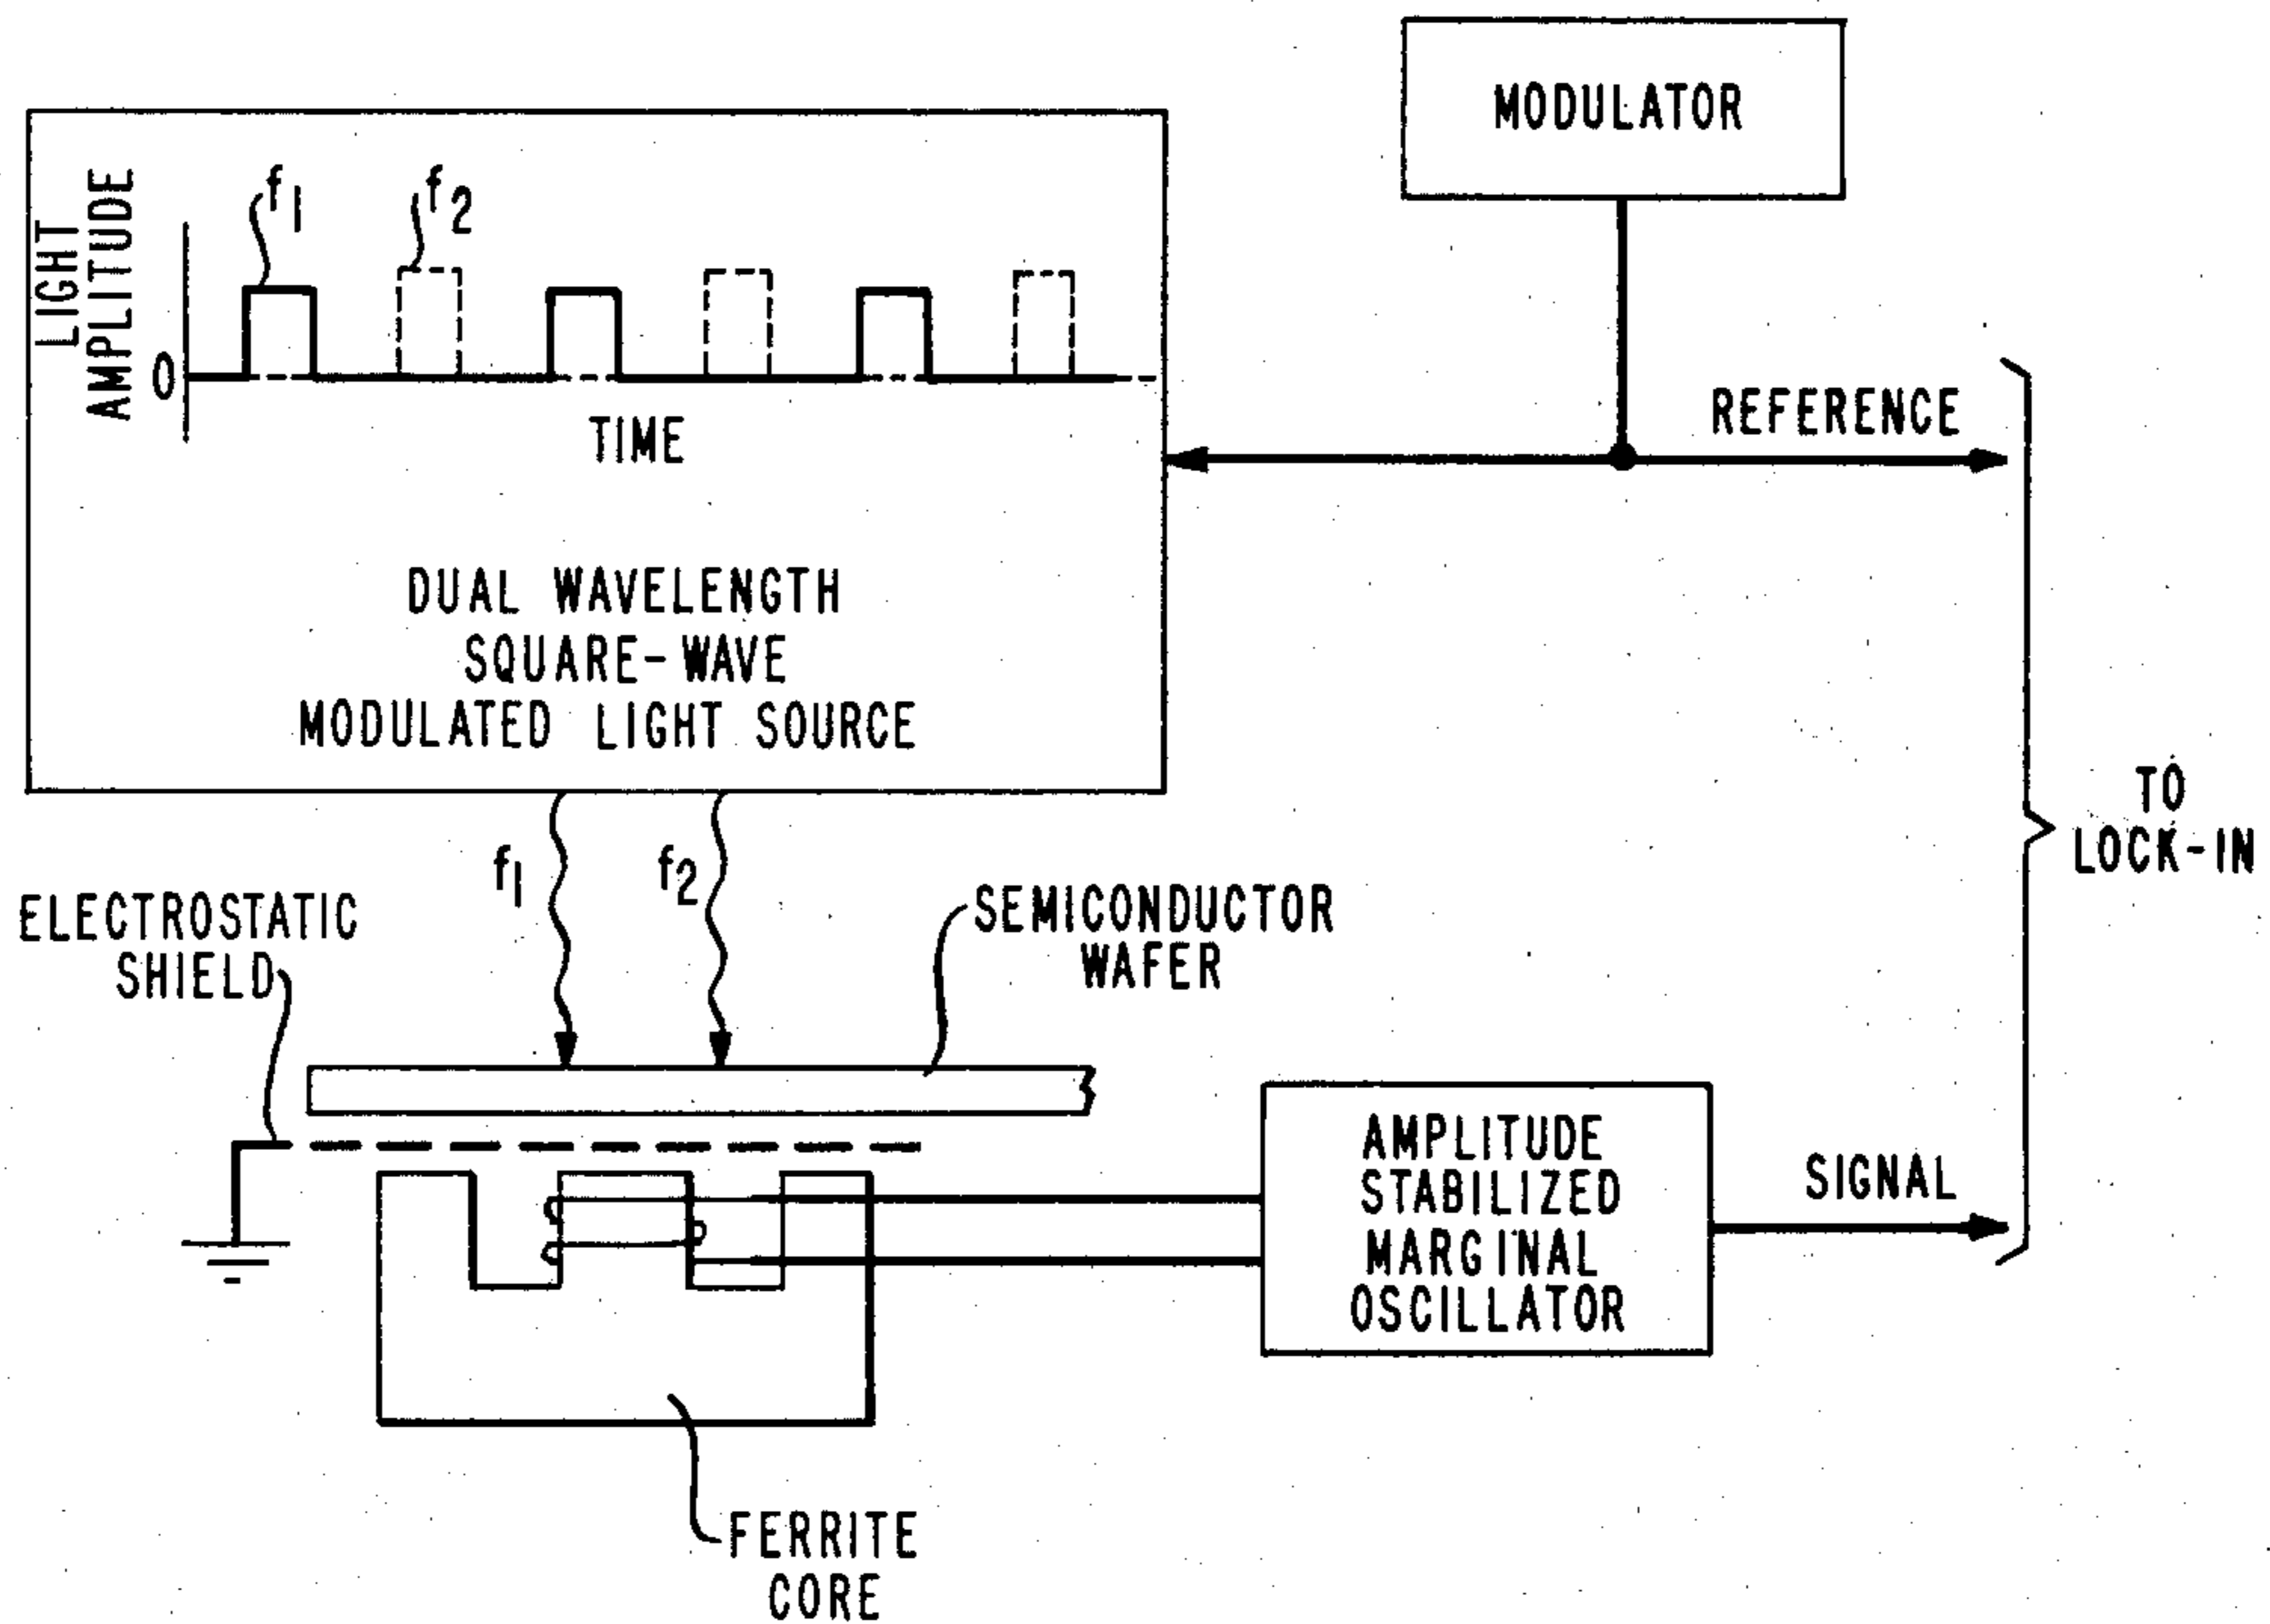 MODULATOR
LIGHT
AMPLITUDE
f1
f2
0
TIME
REFERENCE
DUAL WAVELENGTH
SQUARE-WAVE
MODULATED LIGHT SOURCE
TO
LOCK-IN
f1
f2
ELECTROSTATIC
SHIELD
SEMICONDUCTOR
WAFER
AMPLITUDE
STABILIZED
MARGINAL
OSCILLATOR
SIGNAL
FERRITE
CORE